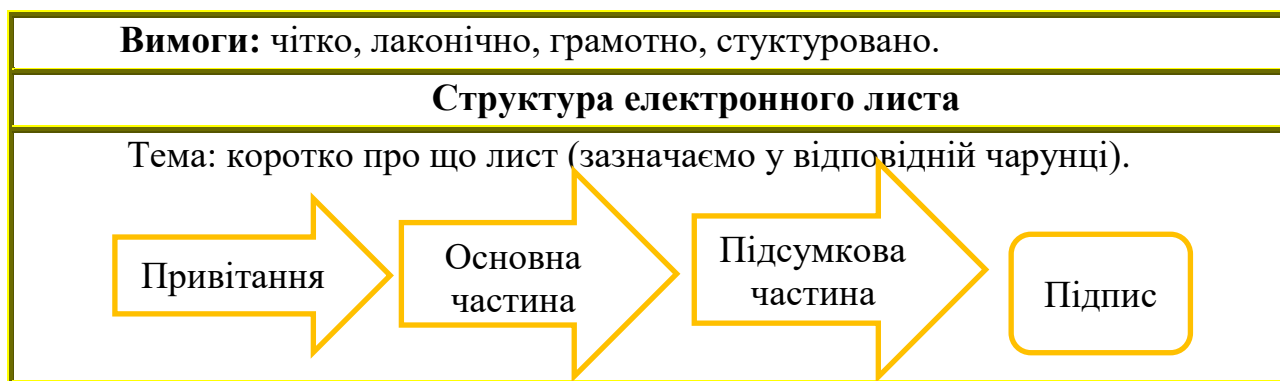 Вимоги: чітко, лаконічно, грамотно, стуктуровано.
Структура електронного листа
Тема: коротко про що лист (зазначаємо у відповідній чарунці).
Привітання
Основна
частина
Підсумкова
частина
Підпис